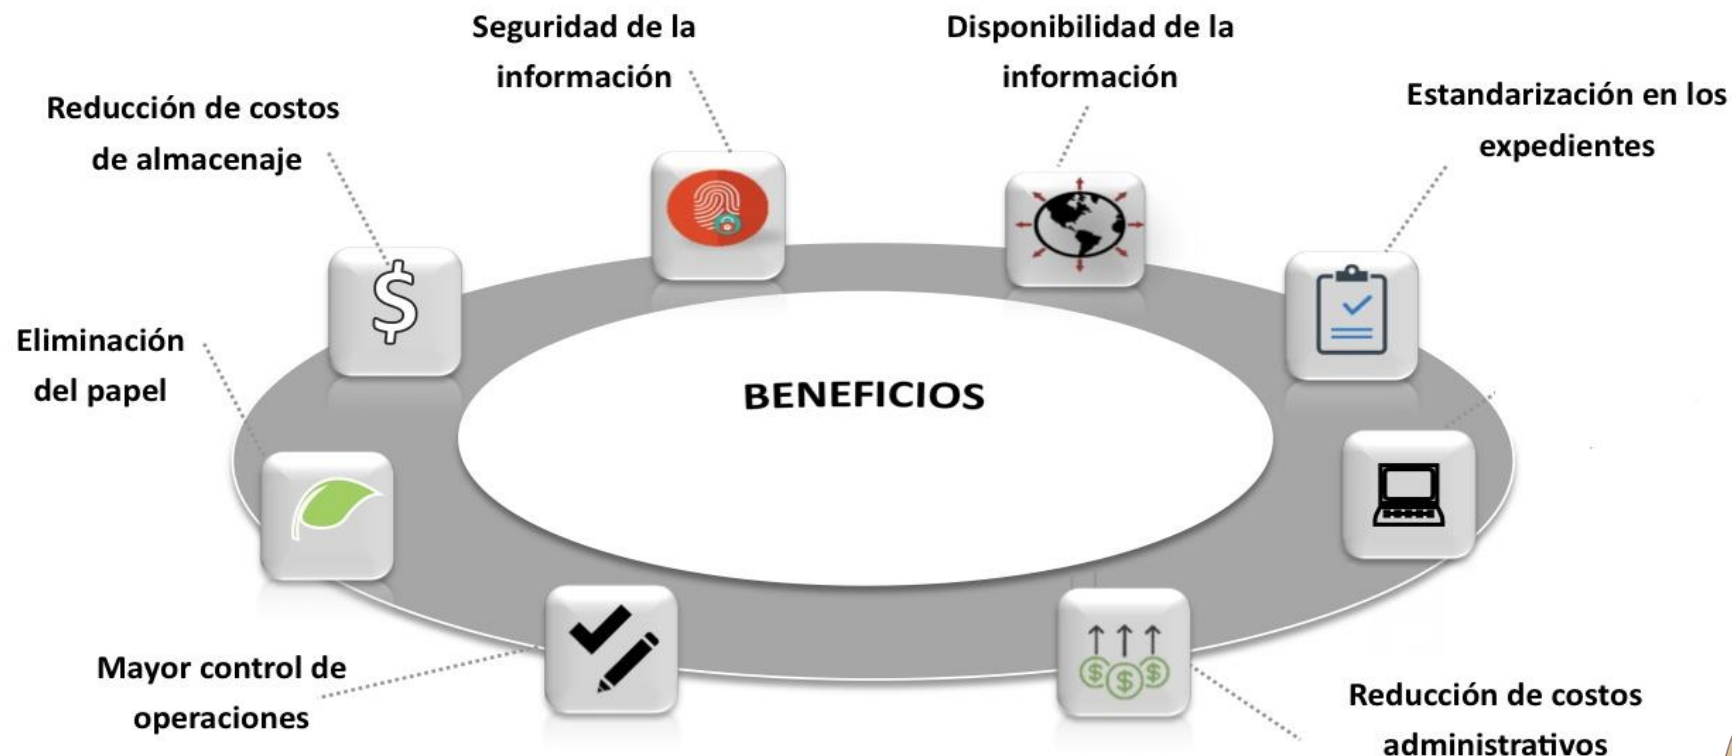 Seguridad de la
información
Disponibilidad de la
información
Reducción de costos
de almacenaje
Estandarización en los
expedientes
$
Eliminación
del papel
BENEFICIOS
Mayor control de
operaciones
$ $ $
Reducción de costos
administrativos